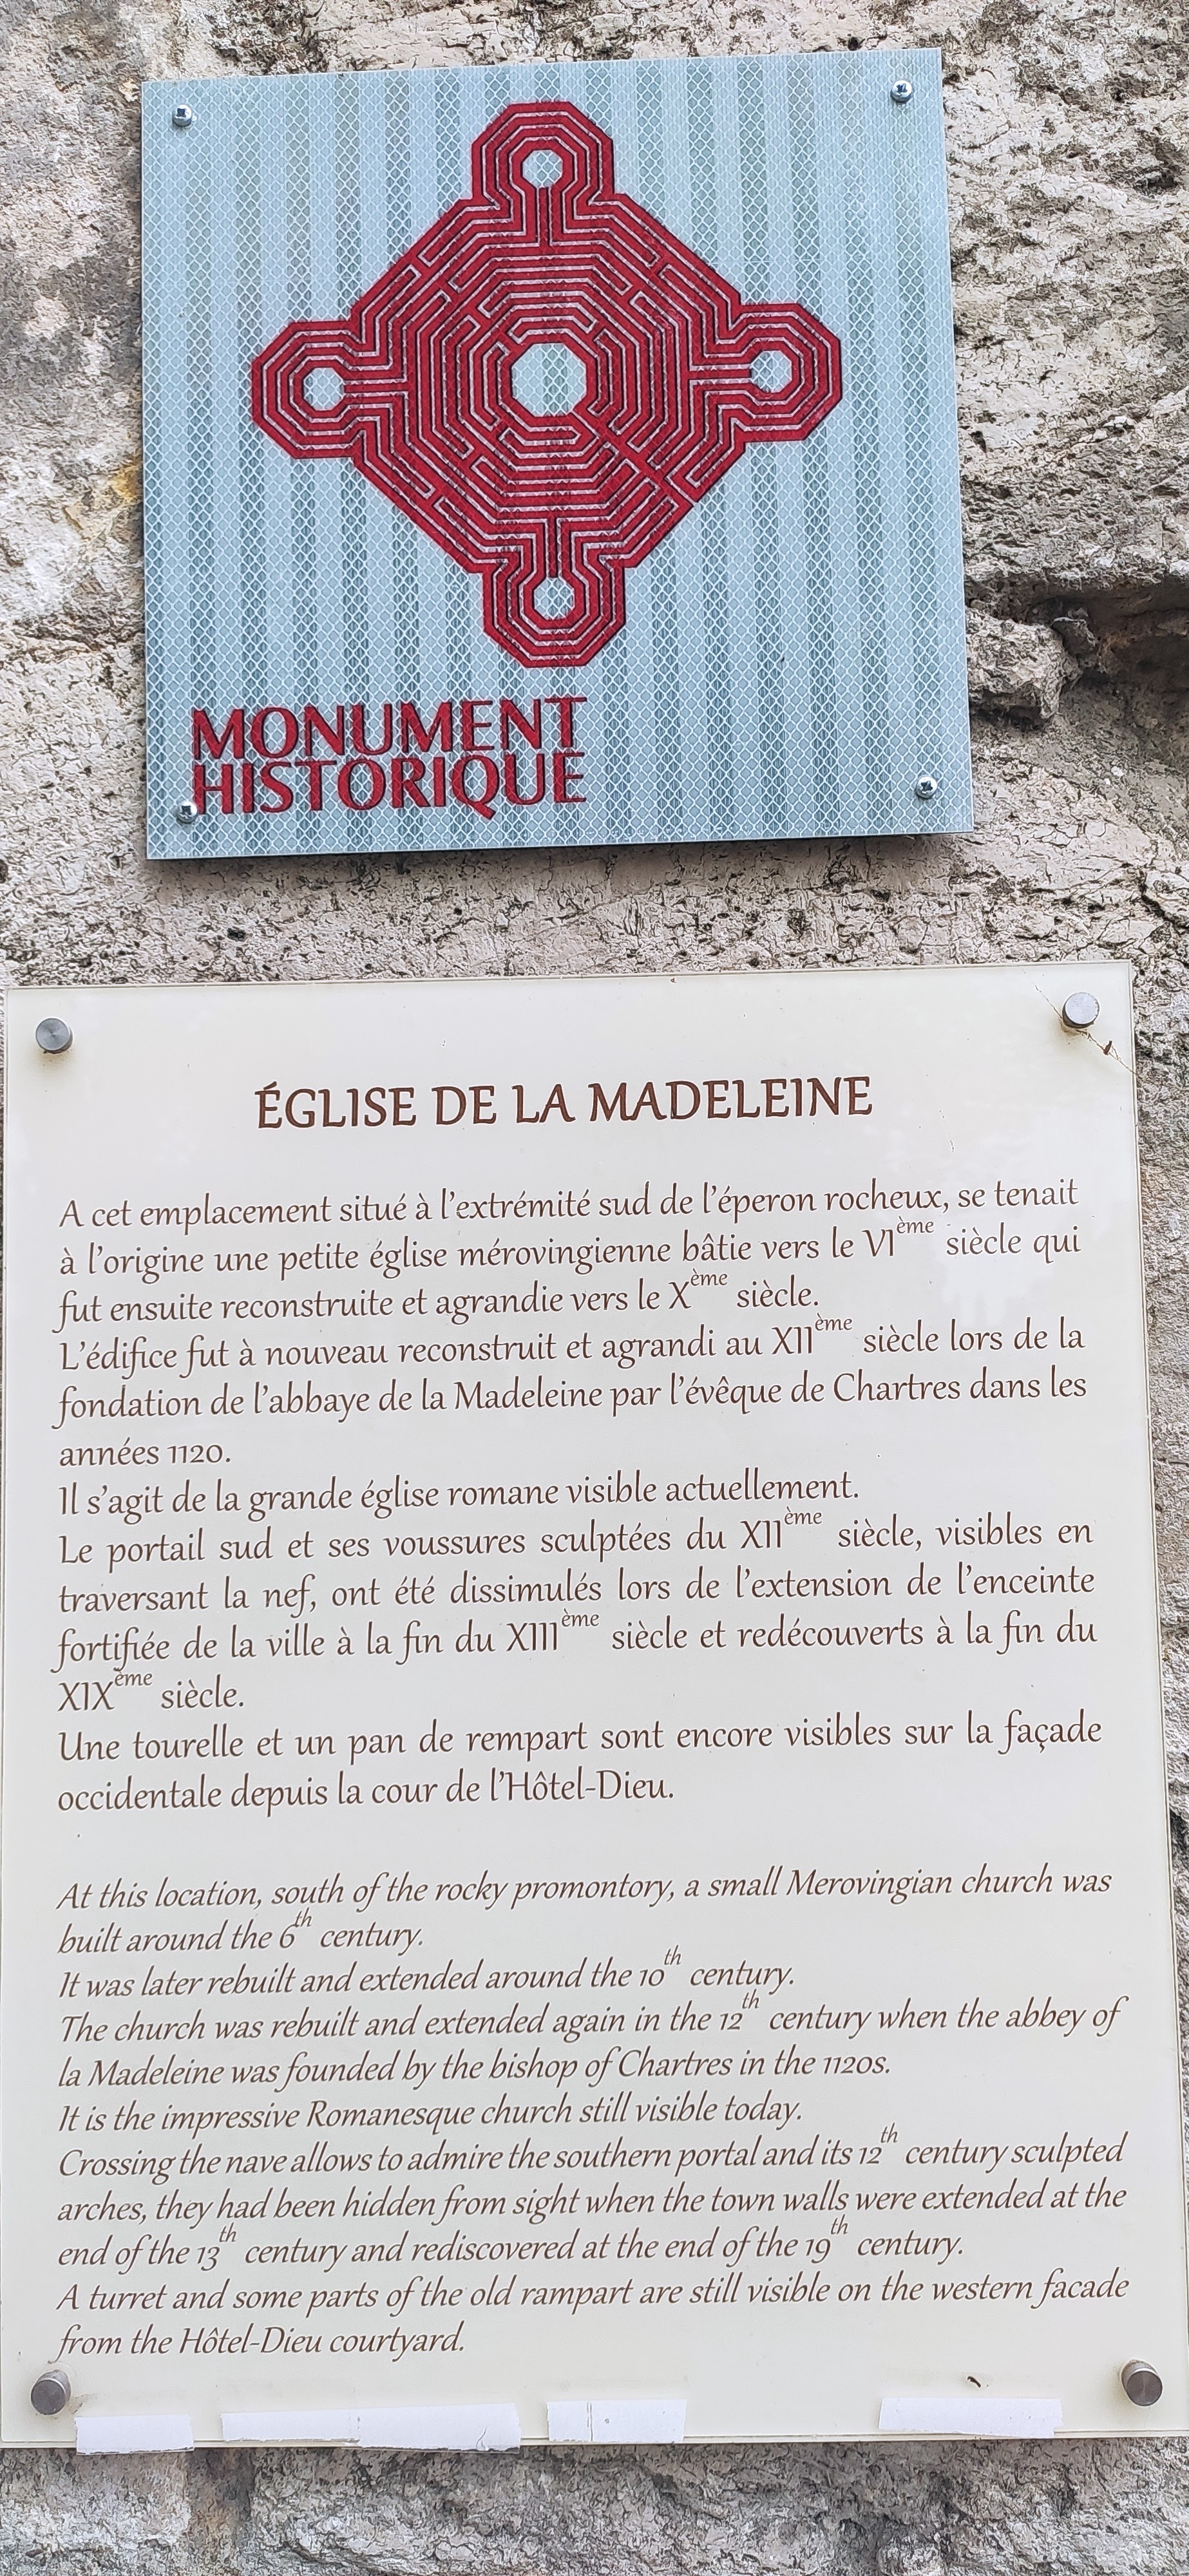 MONUMENT
HISTORIQUE
ÉGLISE DE LA MADELEINE
A cet emplacement situé à l'extrémité sud de l'éperon rocheux, se tenait
à l'origine une petite église mérovingienne bâtie vers le VIème siècle qui
fut ensuite reconstruite et agrandie vers le Xème siècle.
L'édifice fut à nouveau reconstruit et agrandi au XIIème siècle lors de la
fondation de l'abbaye de la Madeleine par l'évêque de Chartres dans les
années 1120.
Il s'agit de la grande église romane visible actuellement.
Le portail sud et ses voussures sculptées du XIIème siècle, visibles en
traversant la nef, ont été dissimulés lors de l'extension de l'enceinte
fortifiée de la ville à la fin du XIIIème siècle et redécouverts à la fin du
XIXème siècle.
Une tourelle et un pan de rempart sont encore visibles sur la façade
occidentale depuis la cour de l'Hôtel-Dieu.
At this location, south of the rocky promontory, a small Merovingian church was
built around the 6th century.
It was later rebuilt and extended around the 10th century.
The church was rebuilt and extended again in the 12th century when the abbey of
la Madeleine was founded by the bishop of Chartres in the 1120s.
It is the impressive Romanesque church still visible today.
Crossing the nave allows to admire the southern portal and its 12th century sculpted
arches, they had been hidden from sight when the town walls were extended at the
end of the 13th century and rediscovered at the end of the 19th century.
A turret and some parts of the old rampart are still visible on the western facade
from the Hôtel-Dieu courtyard.